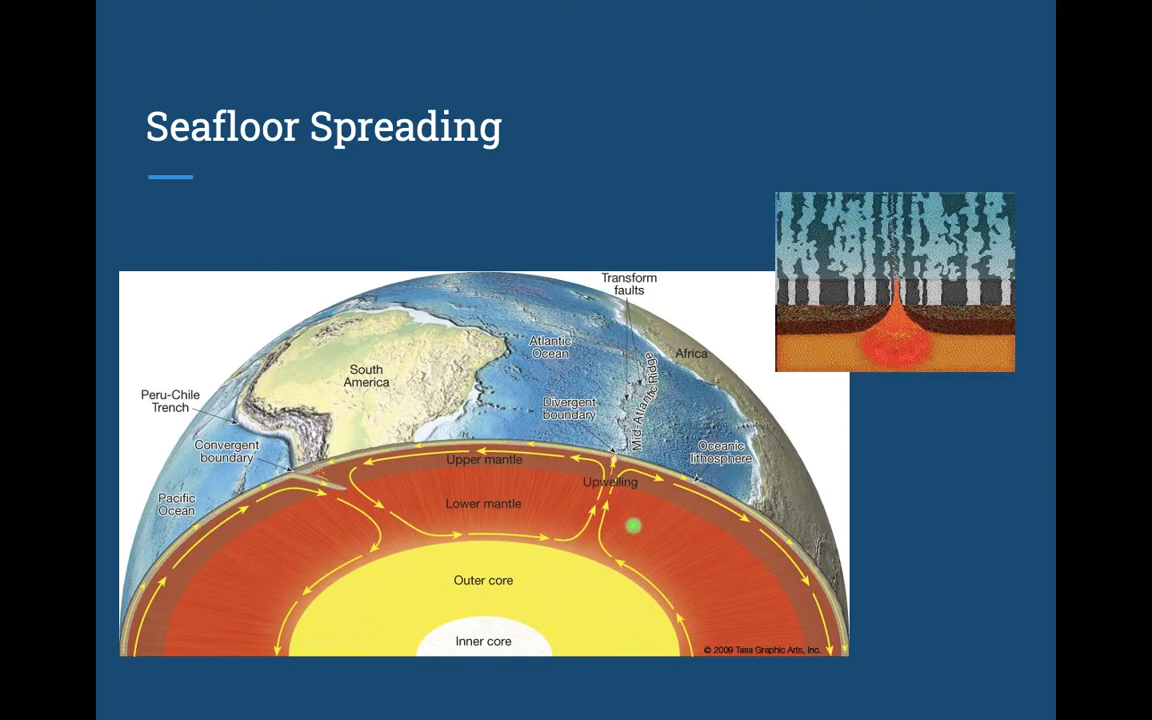 Seafloor Spreading
Transform
faults
Africa
Atlantic
Ocean
South
America
Peru-Chile
Trench
Divergent
boundary
Mid-Atlantic Ridge
Convergent
boundary
Oceanic
lithosphere
Upper mantle
Upwelling
Pacific
Ocean
Lower mantle
Outer core
Inner core
© 2009 Tasa Graphic Arts, Inc.